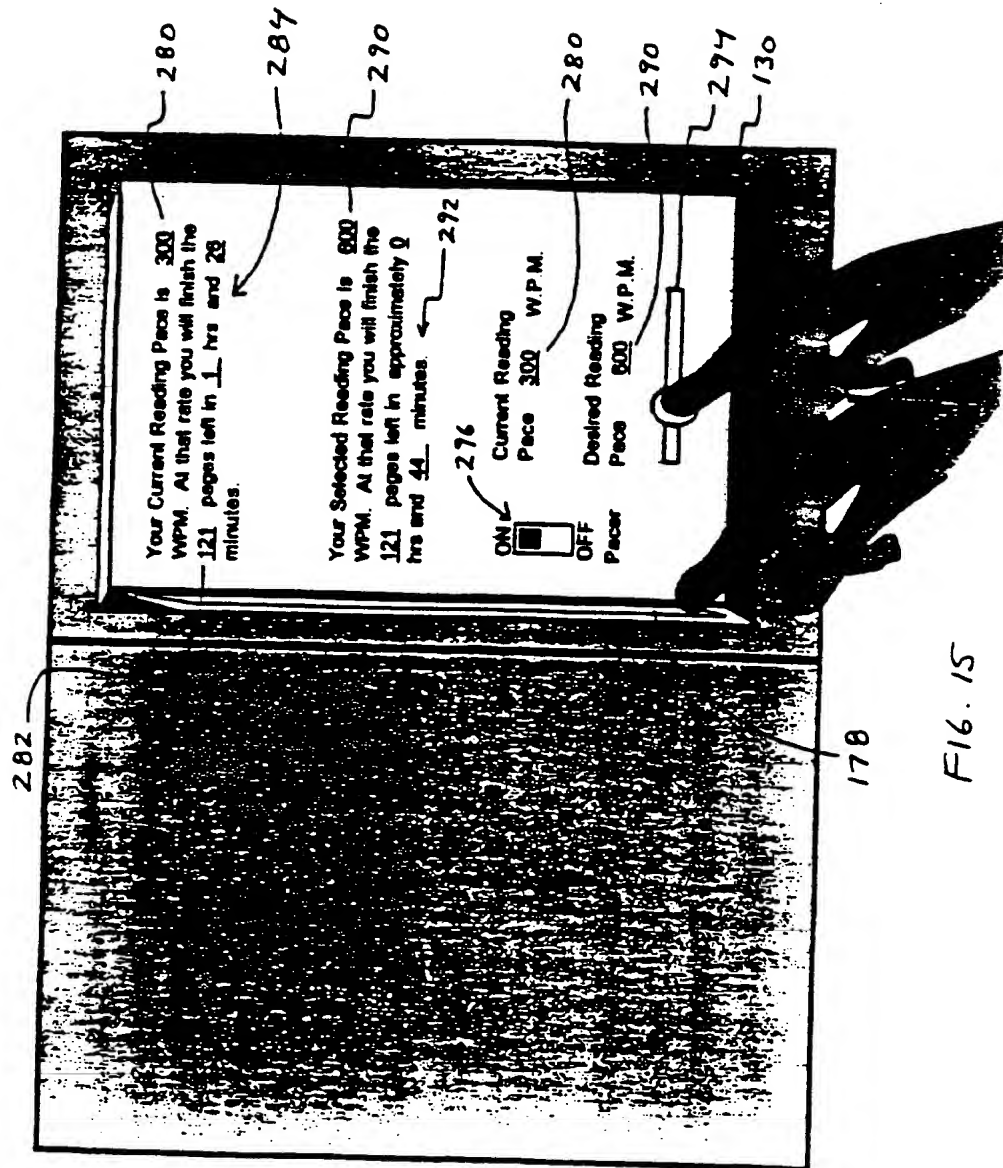 Your Current Reading Pace is 300
WPM. At that rate you will finish the
121 pages left in 1 hrs and 28
minutes.
Your Selected Reading Pace is 600
WPM. At that rate you will finish the
121 pages left in approximately 0
hrs and 44 minutes.
ON
OFF
Pacer
Current Reading
Pace 300 W.P.M.
Desired Reading
Pace 600 W.P.M.
280
284
290
292
296
280
290
294
130
282
178
FIG. 15